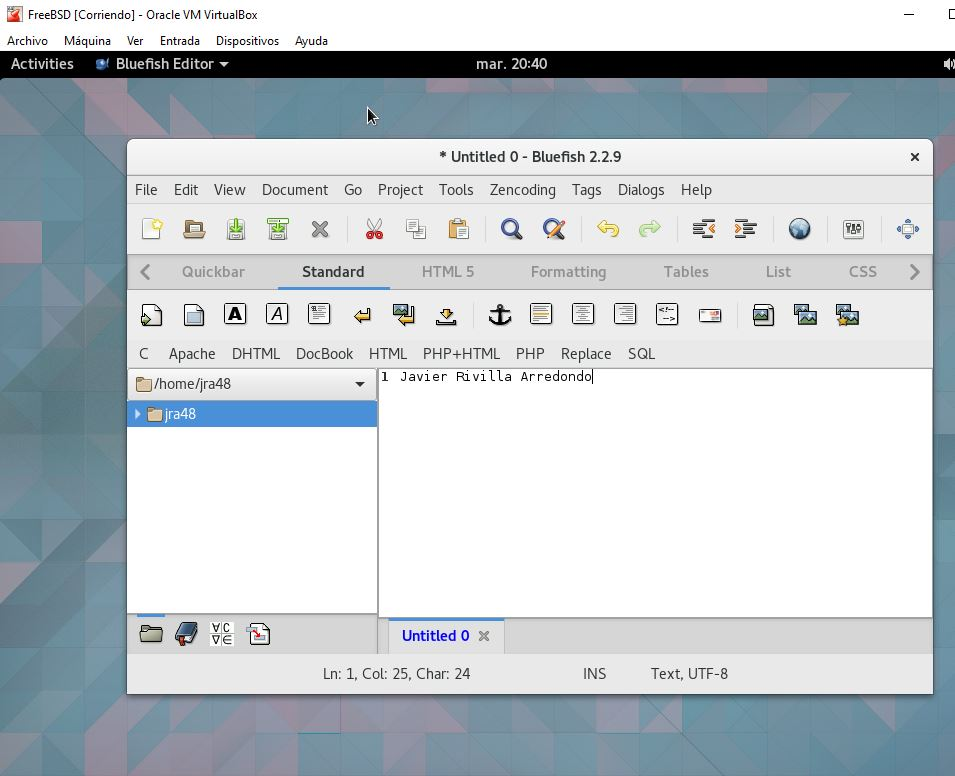 FreeBSD [Corriendo] - Oracle VM VirtualBox
Archivo Máquina Ver Entrada Dispositivos Ayuda
Activities Bluefish Editor mar. 20:40
* Untitled 0 - Bluefish 2.2.9
File Edit View Document Go Project Tools Zencoding Tags Dialogs Help
Quickbar Standard HTML 5 Formatting Tables List CSS
C Apache DHTML DocBook HTML PHP+HTML PHP Replace SQL
/home/jra48
1 Javier Rivilla Arredondo
jra48
Untitled 0
Ln: 1, Col: 25, Char: 24 INS Text, UTF-8